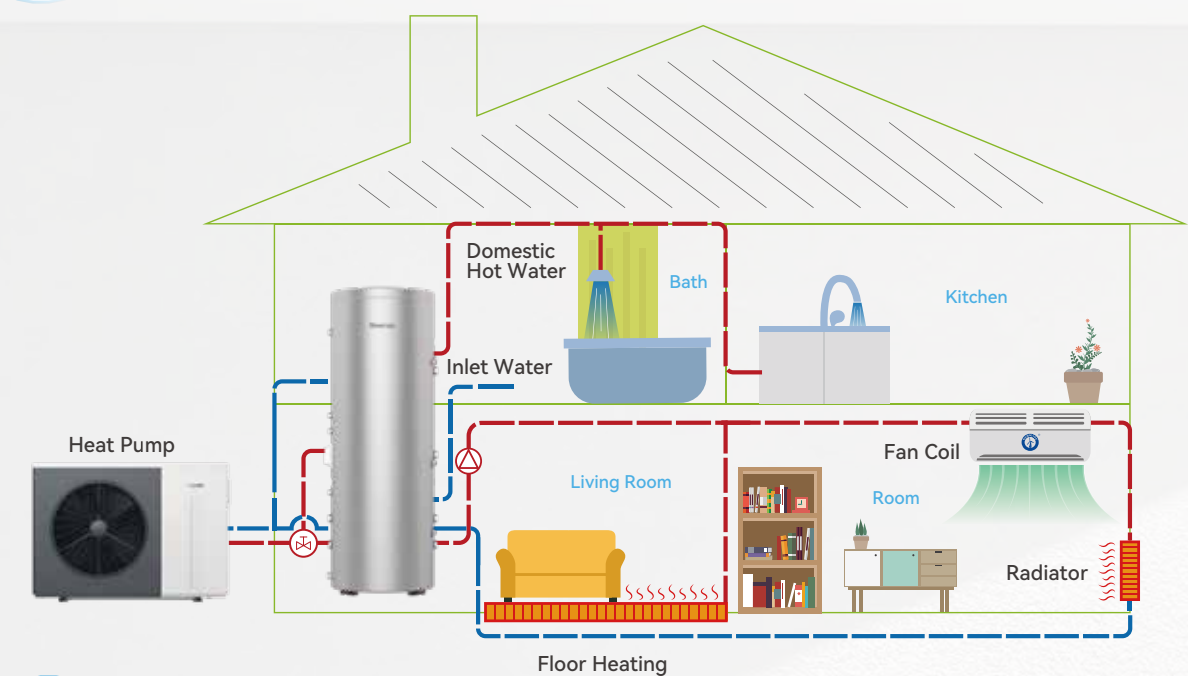 Domestic
Hot Water
Bath
Kitchen
Inlet Water
Heat Pump
Fan Coil
Living Room
Room
Radiator
Floor Heating